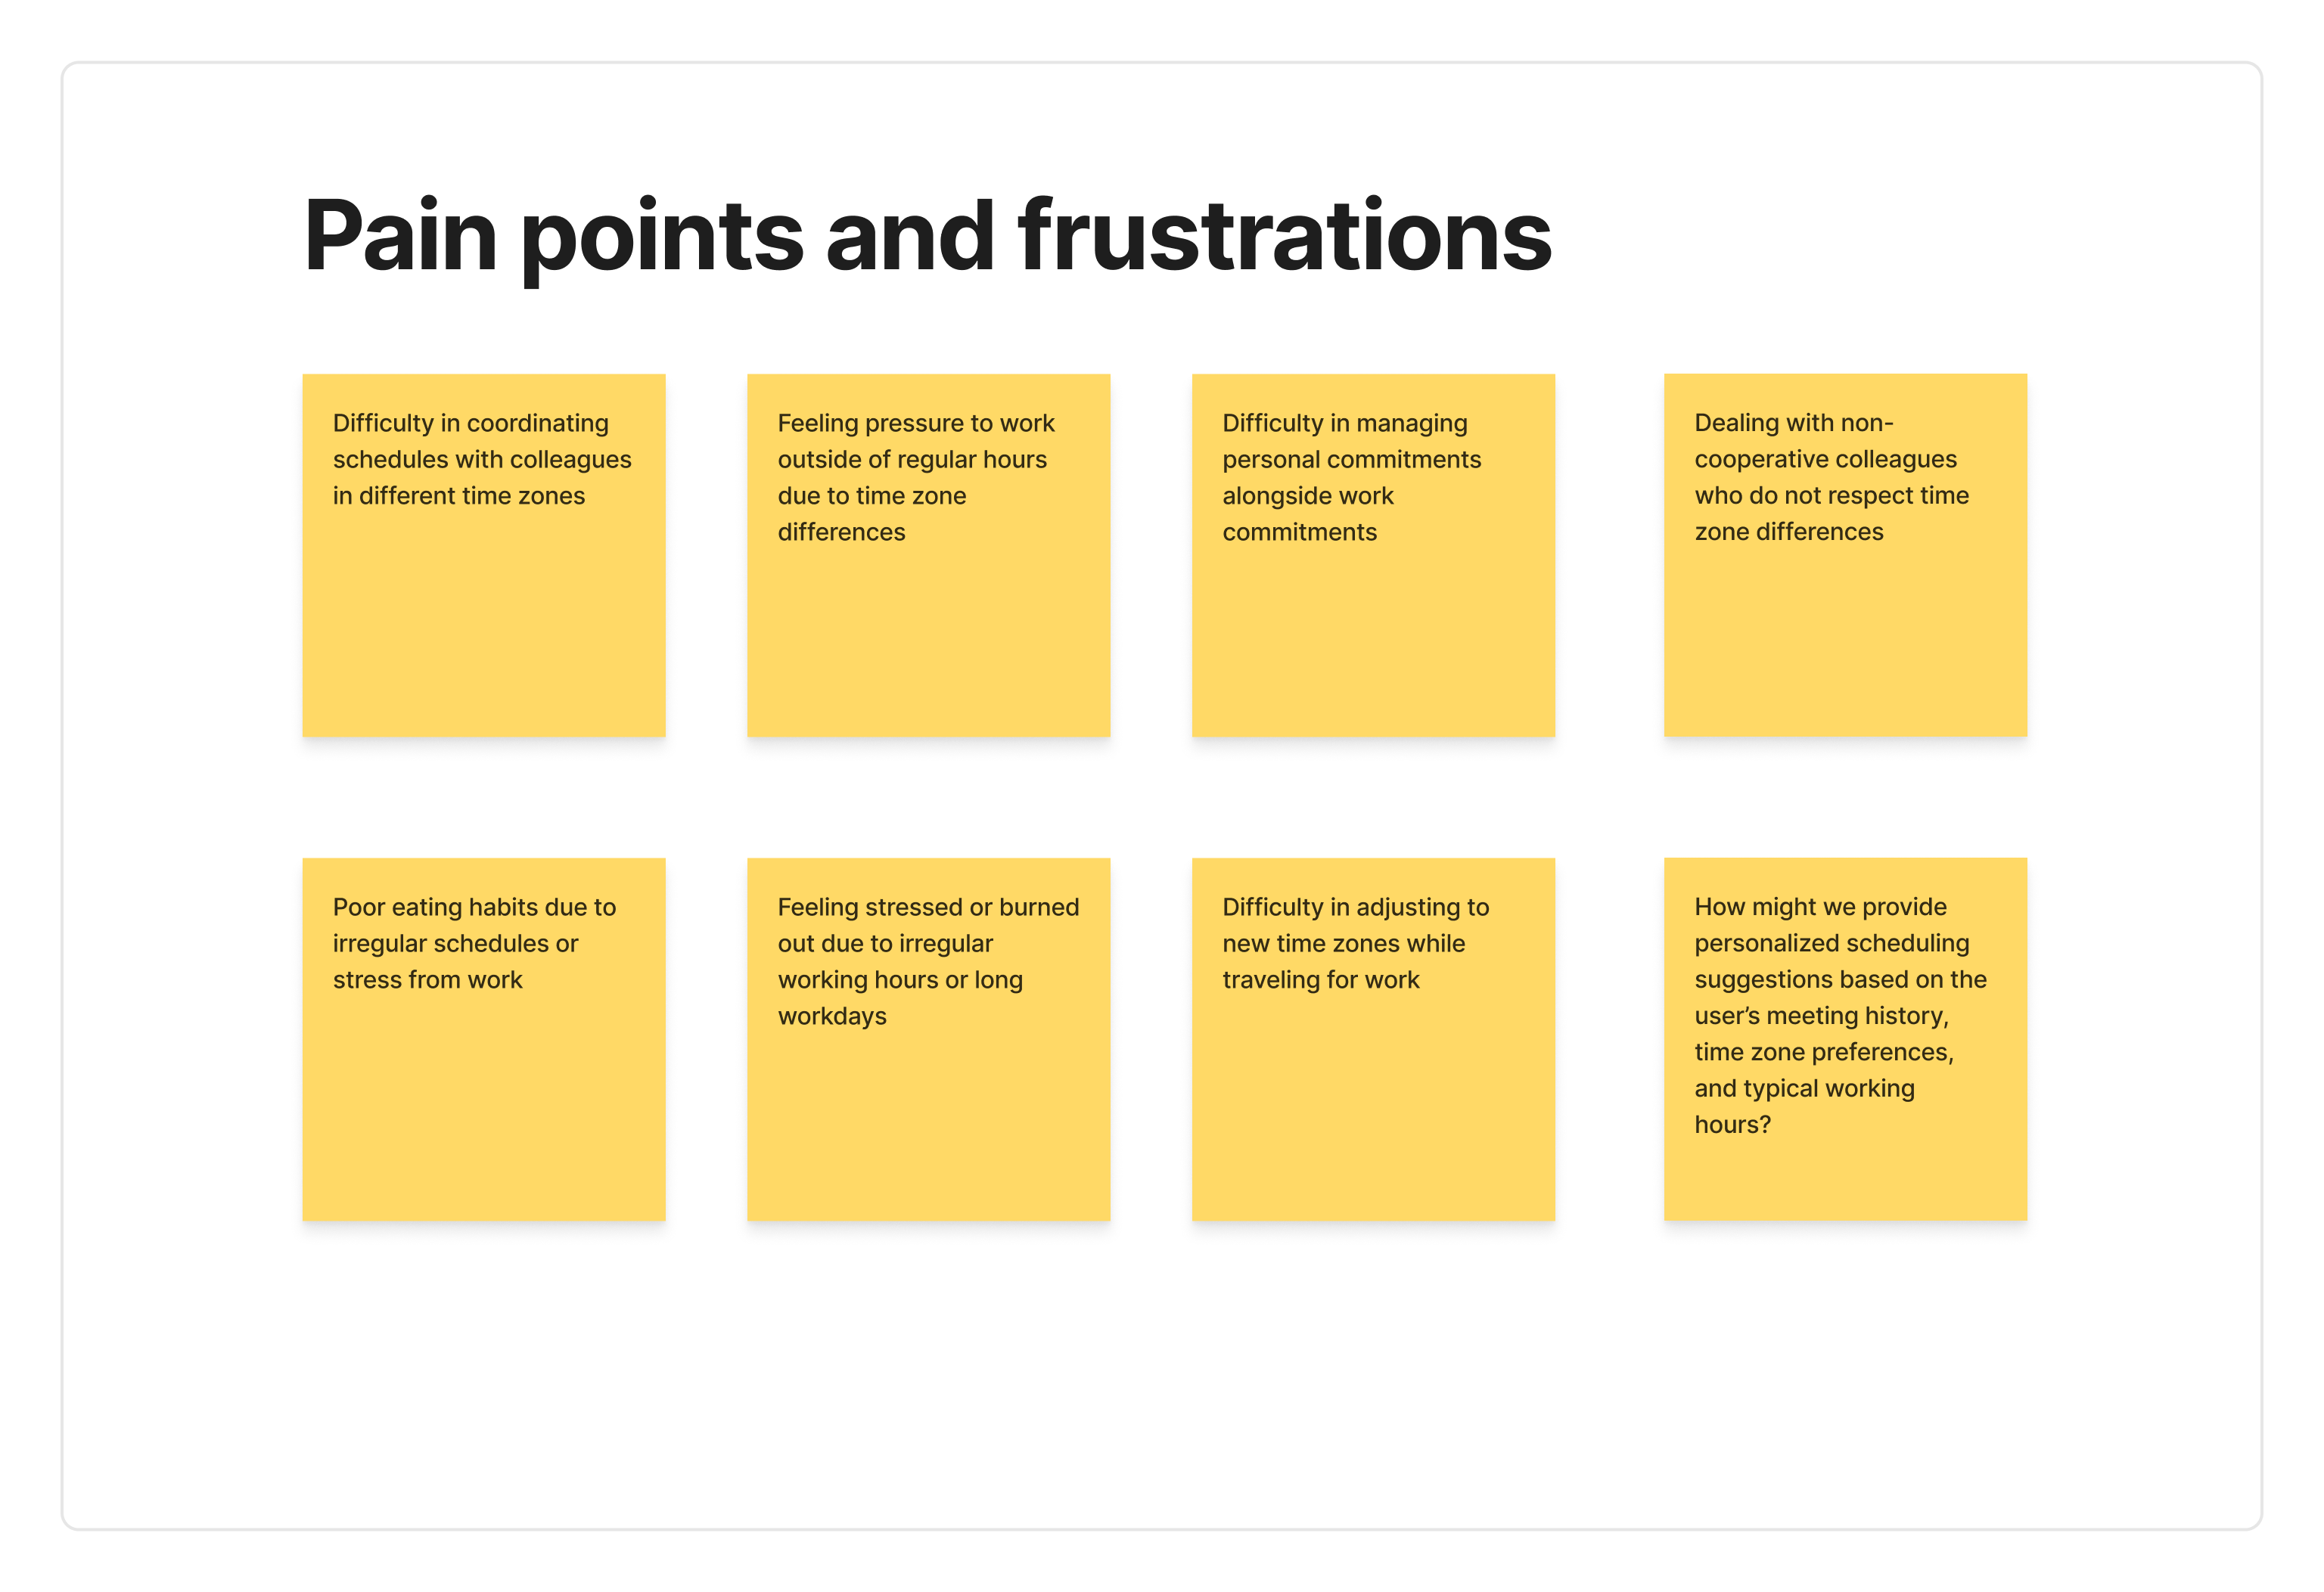 Pain points and frustrations
Difficulty in coordinating
schedules with colleagues
in different time zones
Feeling pressure to work
outside of regular hours
due to time zone
differences
Difficulty in managing
personal commitments
alongside work
commitments
Dealing with non-
cooperative colleagues
who do not respect time
zone differences
Poor eating habits due to
irregular schedules or
stress from work
Feeling stressed or burned
out due to irregular
working hours or long
workdays
Difficulty in adjusting to
new time zones while
traveling for work
How might we provide
personalized scheduling
suggestions based on the
user’s meeting history,
time zone preferences,
and typical working
hours?